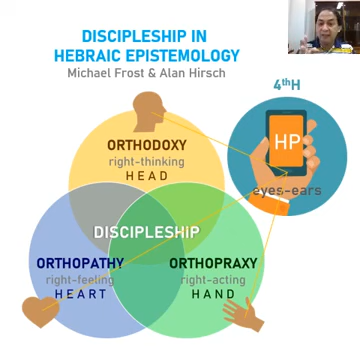 DISCIPLESHIP IN
HEBRAIC EPISTEMOLOGY
Michael Frost & Alan Hirsch
4thH
HP
eyes-ears
ORTHODOXY
right-thinking
HEAD
DISCIPLESHIP
ORTHOPATHY
right-feeling
HEART
ORTHOPRAXY
right-acting
HAND